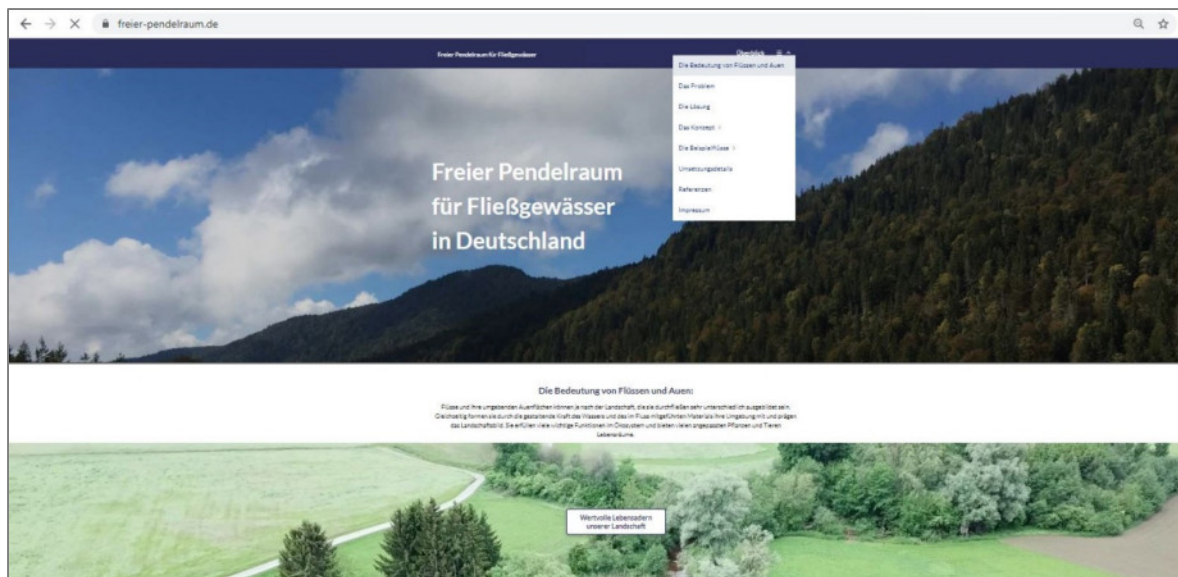 freier-pendelraum.de
Freier Pendelraum für Fließgewässer
Überblick
Die Bedeutung von Flüssen und Auen
Das Problem
Die Lösung
Das Konzept
Die Beispielflüsse
Umsetzungsdetails
Referenzen
Impressum
Freier Pendelraum
für Fließgewässer
in Deutschland
Die Bedeutung von Flüssen und Auen:
Flüsse und ihre umgebenden Auenflächen können je nach der Landschaft, die sie durchfließen sehr unterschiedlich ausgebildet sein.
Gleichzeitig formen sie durch die gestaltende Kraft des Wassers und des im Fluss mitgeführten Materials ihre Umgebung mit und prägen
das Landschaftsbild. Sie erfüllen viele wichtige Funktionen im Ökosystem und bieten vielen angepassten Pflanzen und Tieren
Lebensräume.
Wertvolle Lebensadern
unserer Landschaft